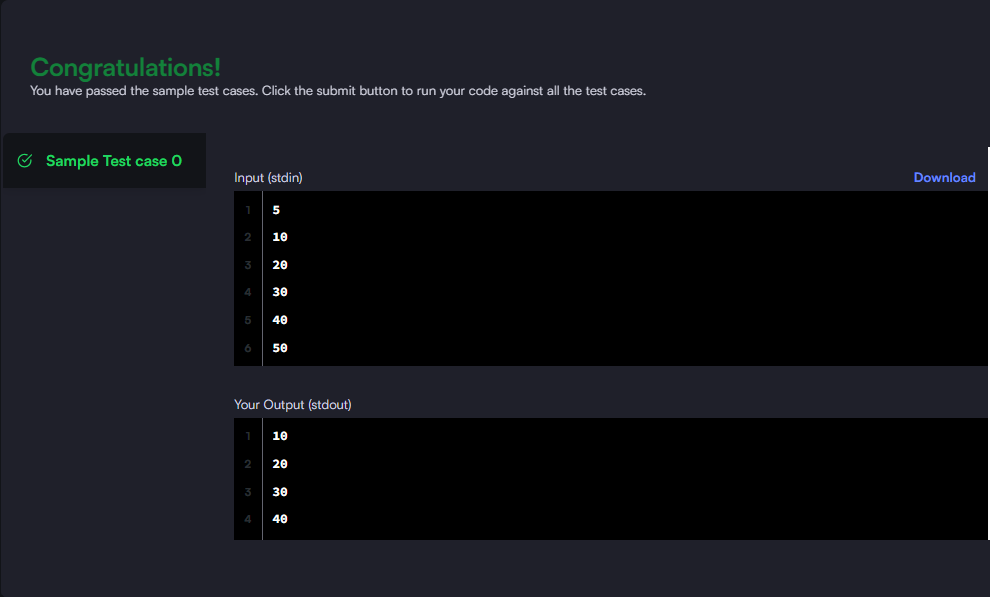 Congratulations!
You have passed the sample test cases. Click the submit button to run your code against all the test cases.
Sample Test case 0
Input (stdin)
Download
1 5
2 10
3 20
4 30
5 40
6 50
Your Output (stdout)
1 10
2 20
3 30
4 40